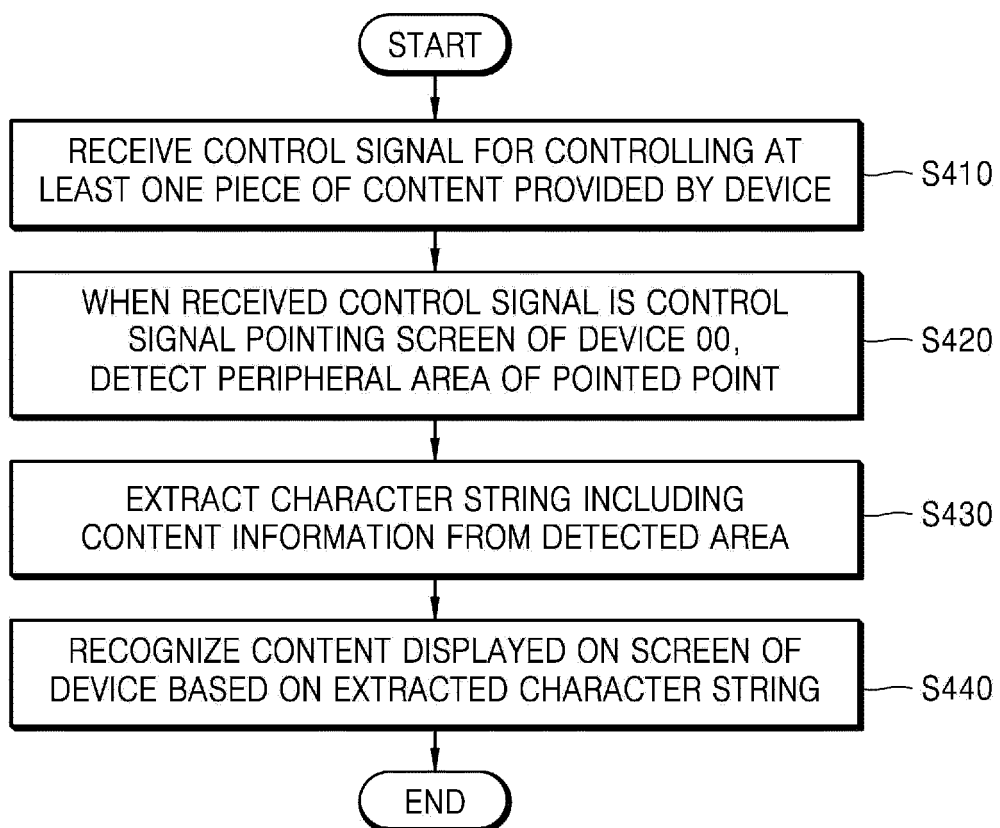 START
RECEIVE CONTROL SIGNAL FOR CONTROLLING AT
LEAST ONE PIECE OF CONTENT PROVIDED BY DEVICE
S410
WHEN RECEIVED CONTROL SIGNAL IS CONTROL
SIGNAL POINTING SCREEN OF DEVICE 00,
DETECT PERIPHERAL AREA OF POINTED POINT
S420
EXTRACT CHARACTER STRING INCLUDING
CONTENT INFORMATION FROM DETECTED AREA
S430
RECOGNIZE CONTENT DISPLAYED ON SCREEN OF
DEVICE BASED ON EXTRACTED CHARACTER STRING
S440
END